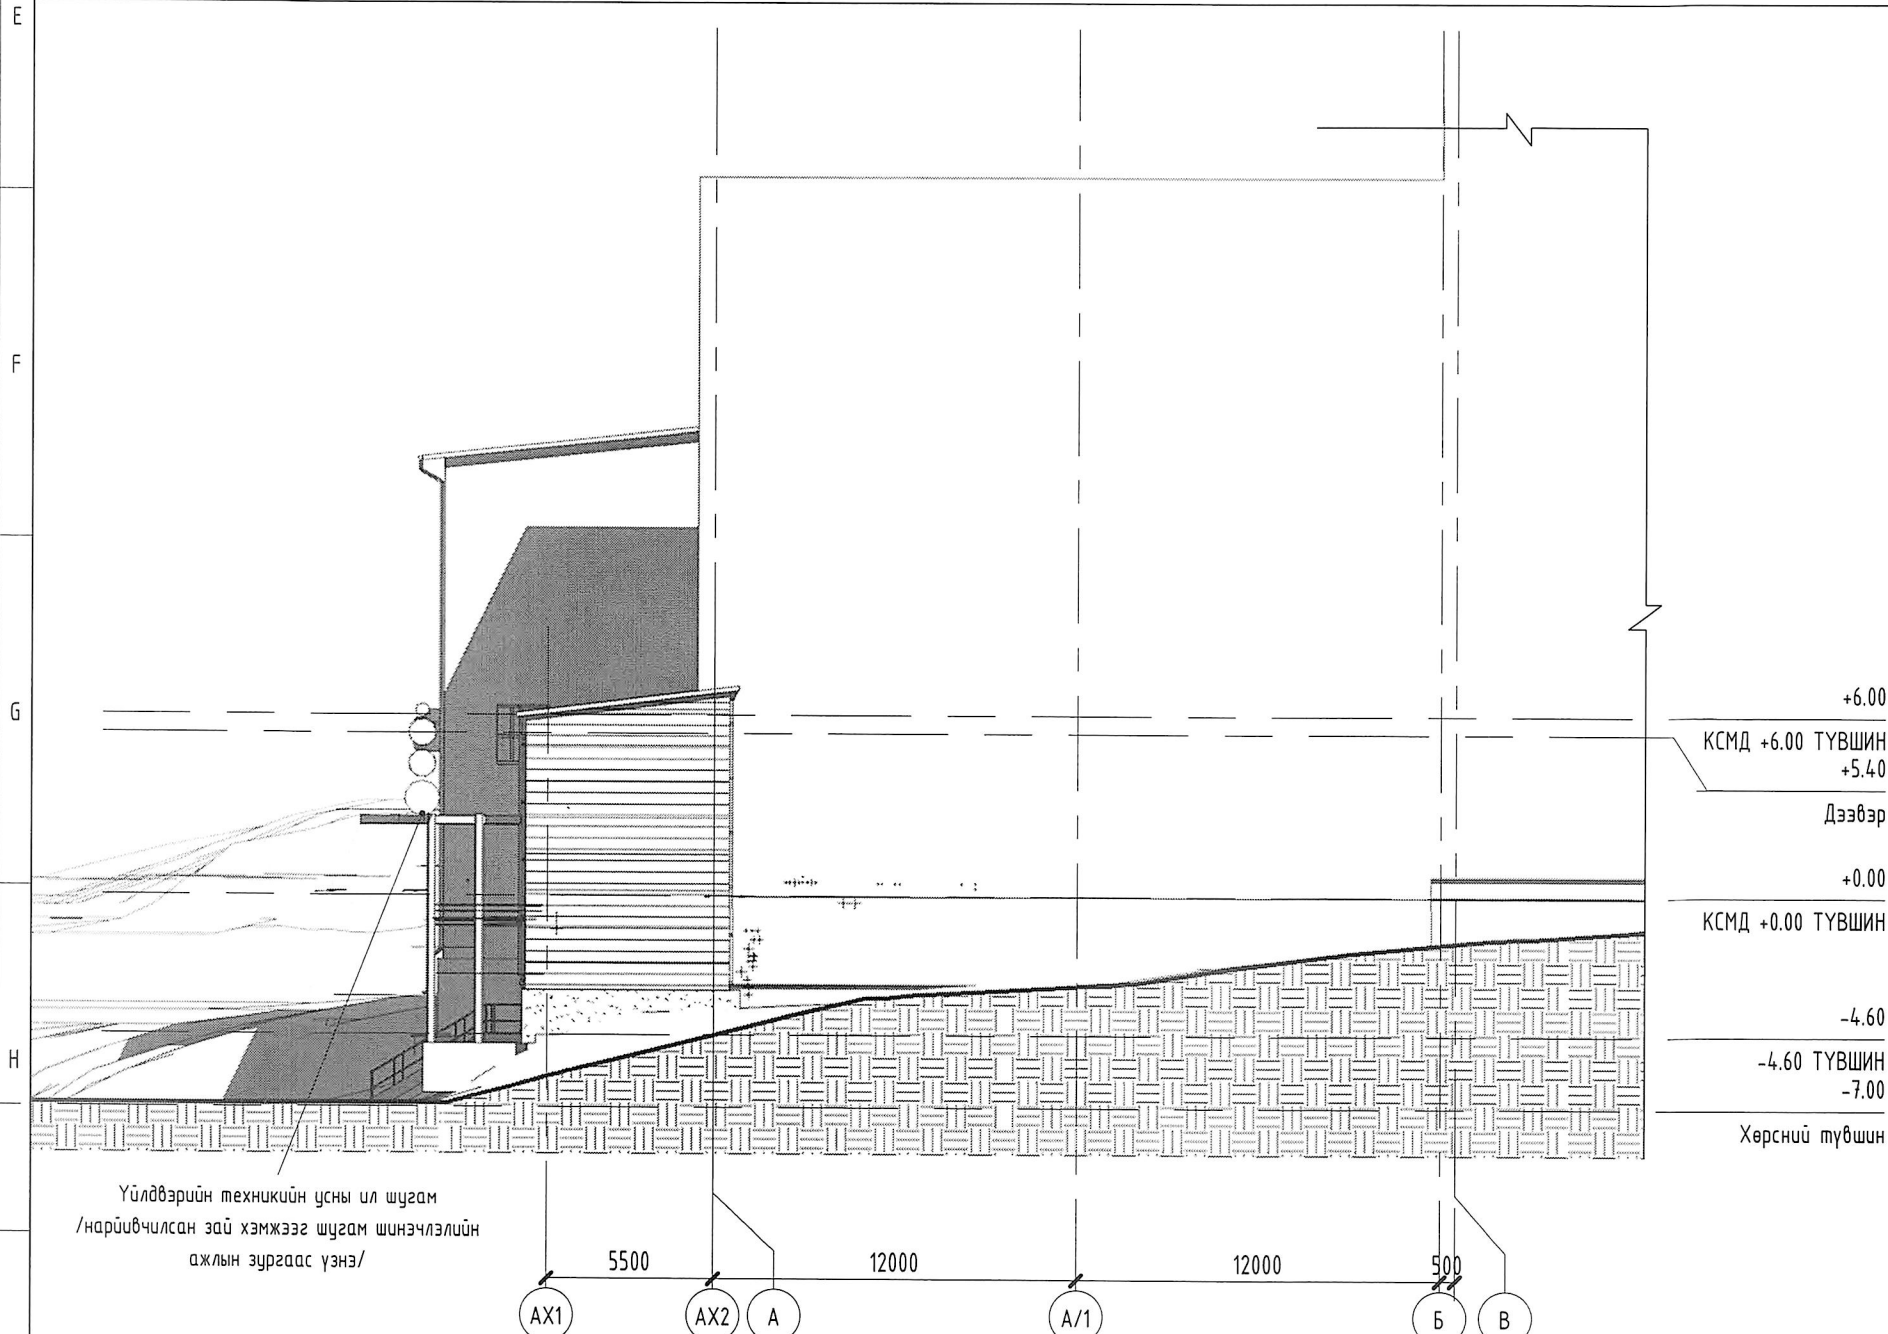 E
F
G
H
+6.00
КСМД +6.00 ТҮВШИН
+5.40
Дээвэр
+0.00
КСМД +0.00 ТҮВШИН
-4.60
-4.60 ТҮВШИН
-7.00
Хөрсний түвшин
Үйлдвэрийн техникийн усны ил шугам
/нарийвчилсан зай хэмжээг шугам шинэчлэлийн
ажлын зургаас үзнэ/
5500
12000
12000
500
АХ1
АХ2
А
А/1
Б
В